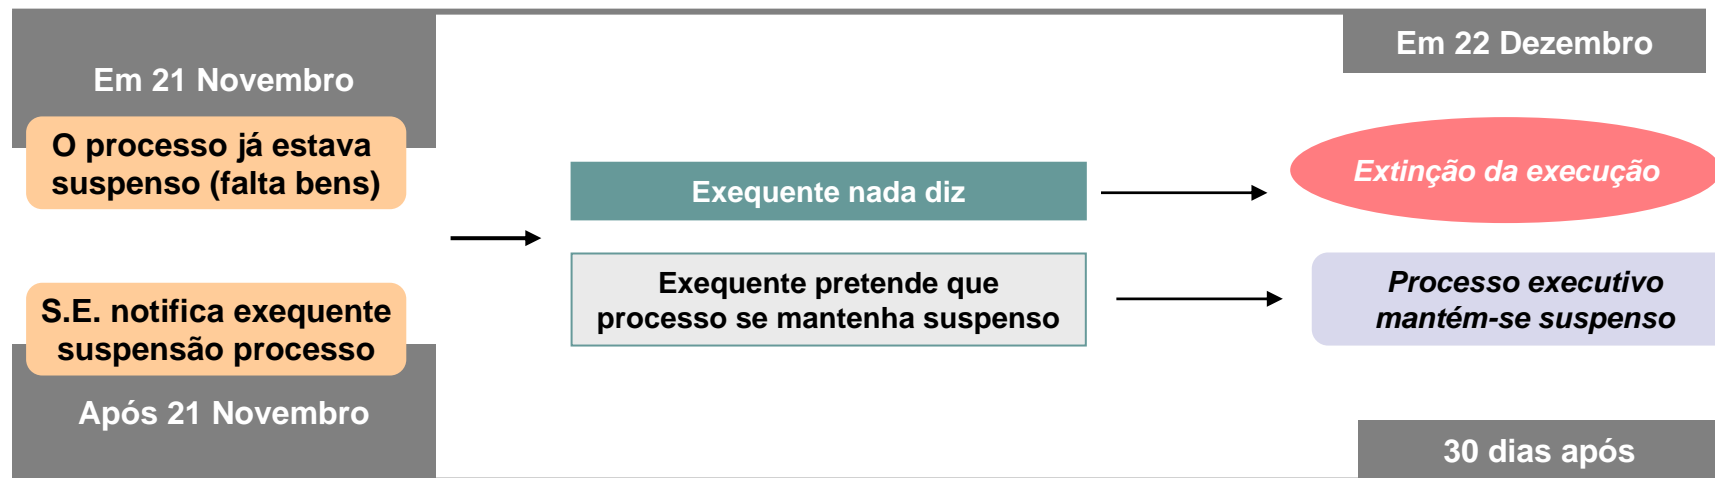 Em 21 Novembro
O processo já estava
suspenso (falta bens)
S.E. notifica exequente
suspensão processo
Após 21 Novembro
Exequente nada diz
Exequente pretende que
processo se mantenha suspenso
Em 22 Dezembro
Extinção da execução
Processo executivo
mantém-se suspenso
30 dias após